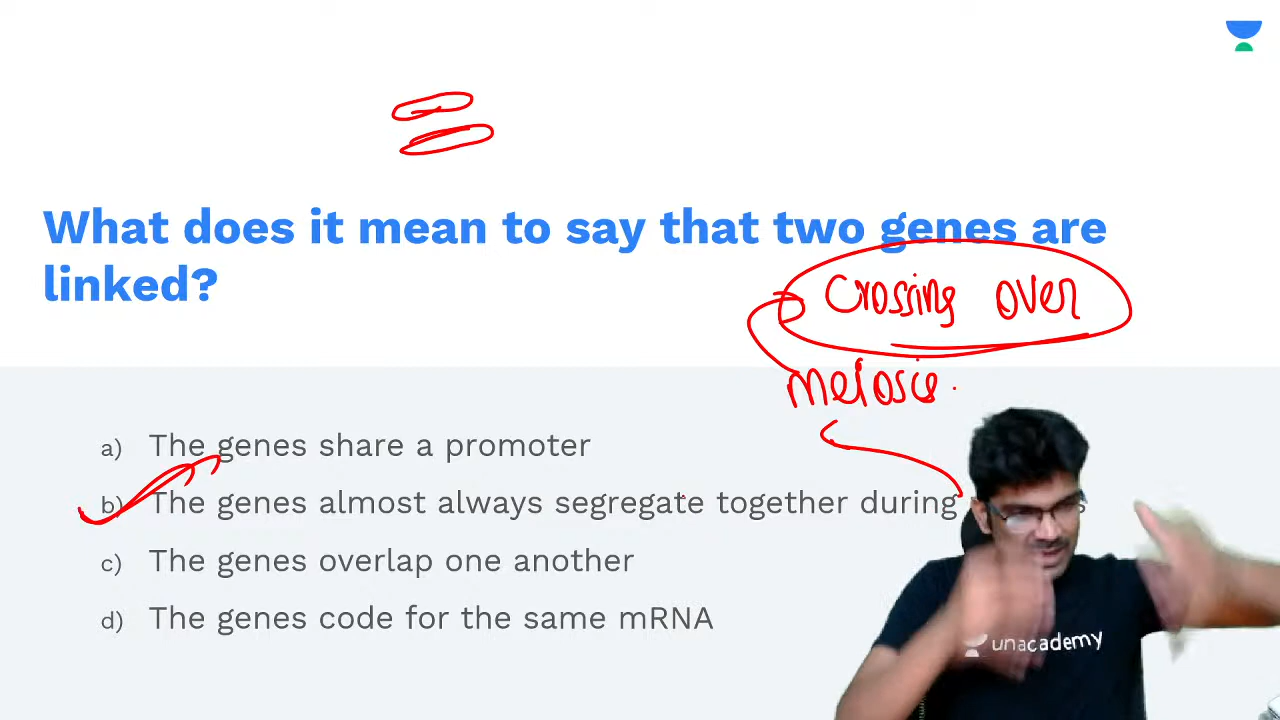 What does it mean to say that two genes are
linked?
Crossing over
meiosis.
a) The genes share a promoter
b) The genes almost always segregate together during
c) The genes overlap one another
d) The genes code for the same mRNA
unacademy